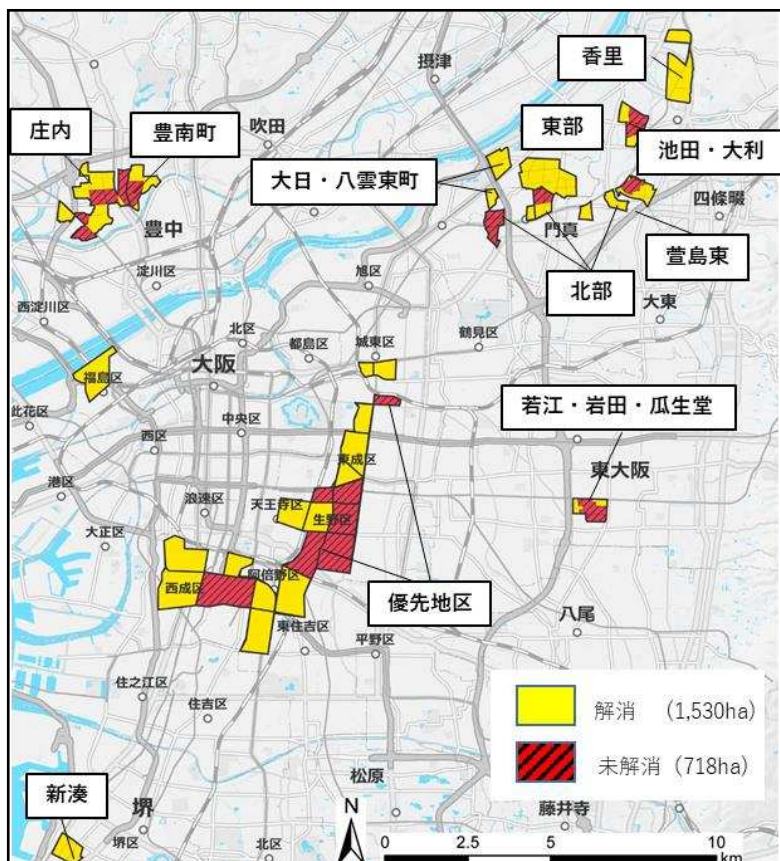 摂津
香里
庄内
豊南町
吹田
東部
池田・大利
大日・八雲東町
四條畷
豊中
門真
萱島東
淀川区
旭区
北部
西淀川区
大東
北区
都島区
城東区
鶴見区
大阪
福島区
此花区
中央区
若江・岩田・瓜生堂
西区
東成区
東大阪
港区
浪速区
天王寺区
生野区
大正区
西成区
阿倍野区
優先地区
東住吉区
平野区
八尾
住之江区
住吉区
解消 (1,530ha)
未解消 (718ha)
松原
新湊
堺
N
藤井寺
堺区
北区
0 2.5 5 10
km